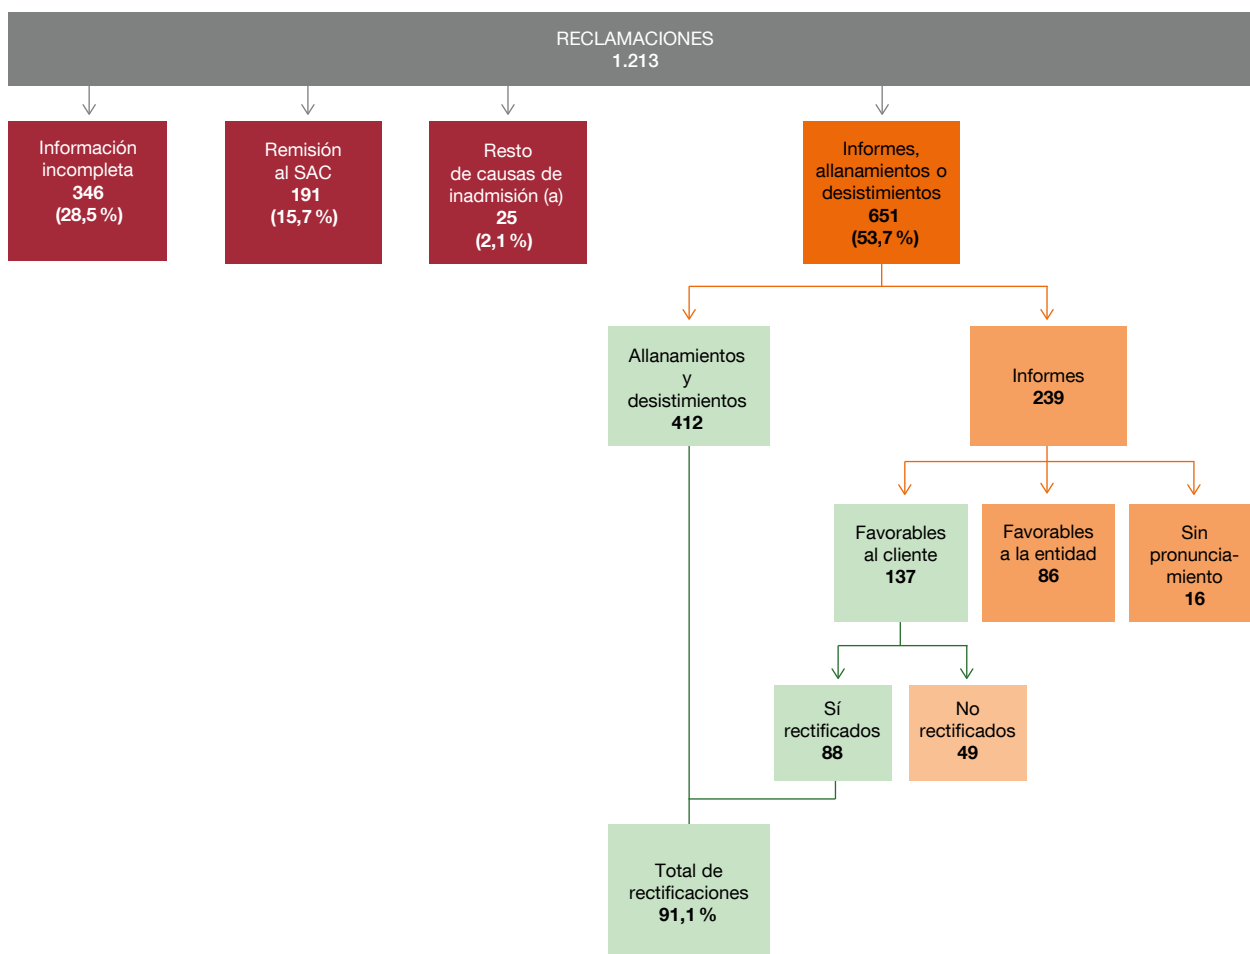 RECLAMACIONES
1.213
Información
incompleta
346
(28,5 %)
Remisión
al SAC
191
(15,7 %)
Resto
de causas de
inadmisión (a)
25
(2,1 %)
Informes,
allanamientos o
desistimientos
651
(53,7 %)
Allanamientos
y
desistimientos
412
Informes
239
Favorables
al cliente
137
Favorables
a la entidad
86
Sin
pronuncia-
miento
16
Sí
rectificados
88
No
rectificados
49
Total de
rectificaciones
91,1 %